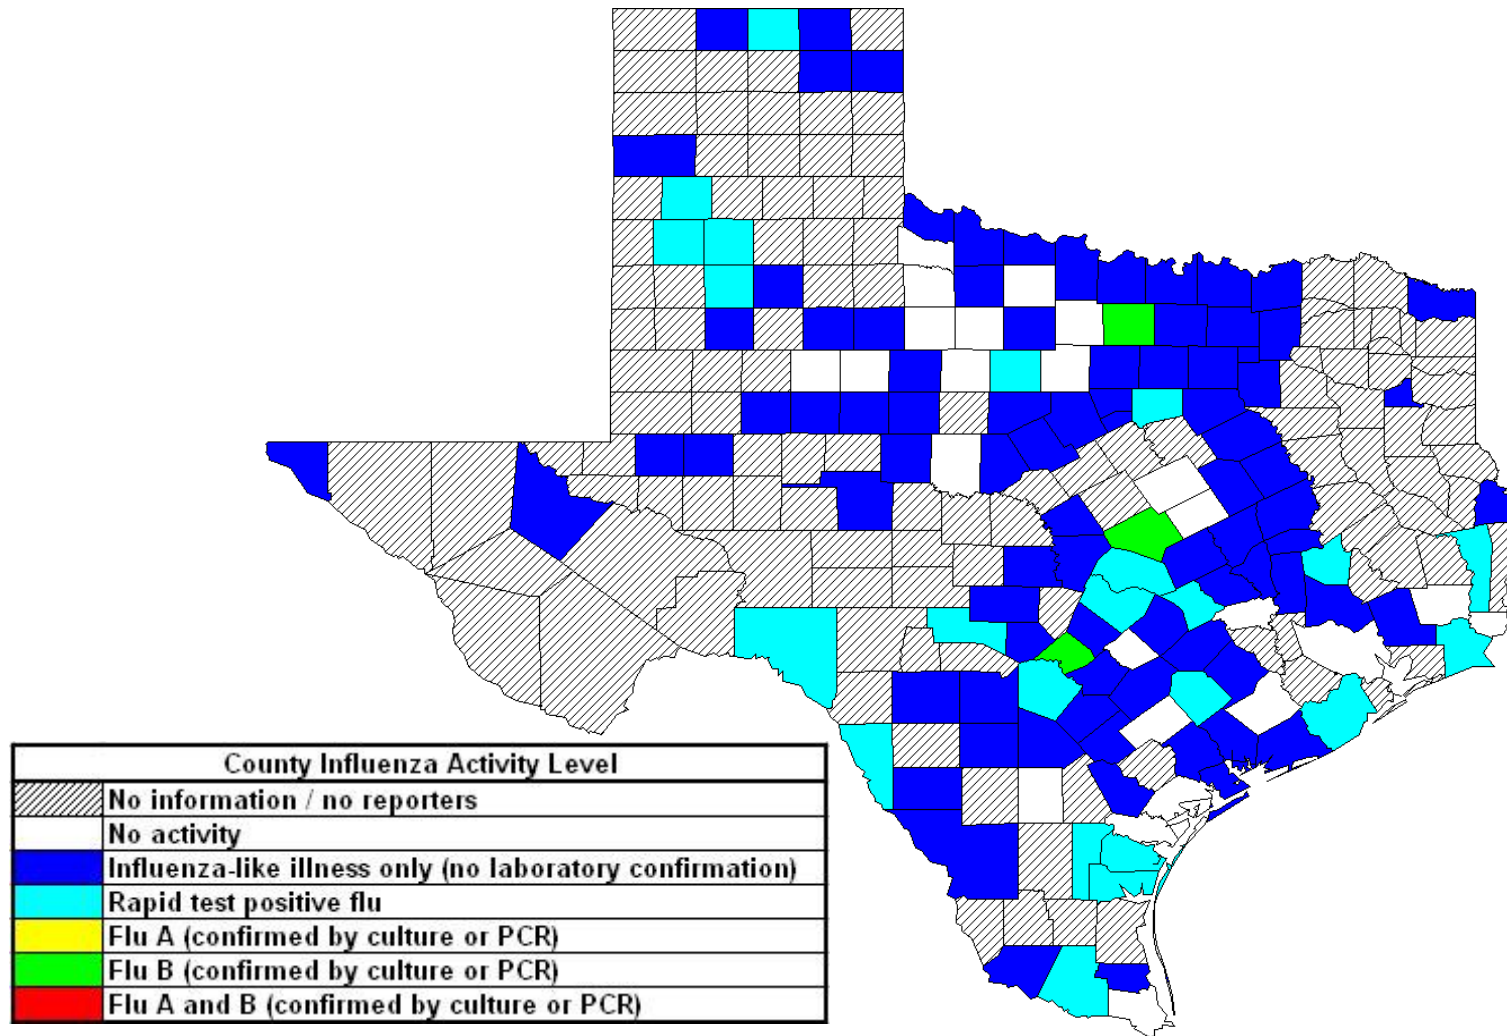 County Influenza Activity Level
No information / no reporters
No activity
Influenza-like illness only (no laboratory confirmation)
Rapid test positive flu
Flu A (confirmed by culture or PCR)
Flu B (confirmed by culture or PCR)
Flu A and B (confirmed by culture or PCR)